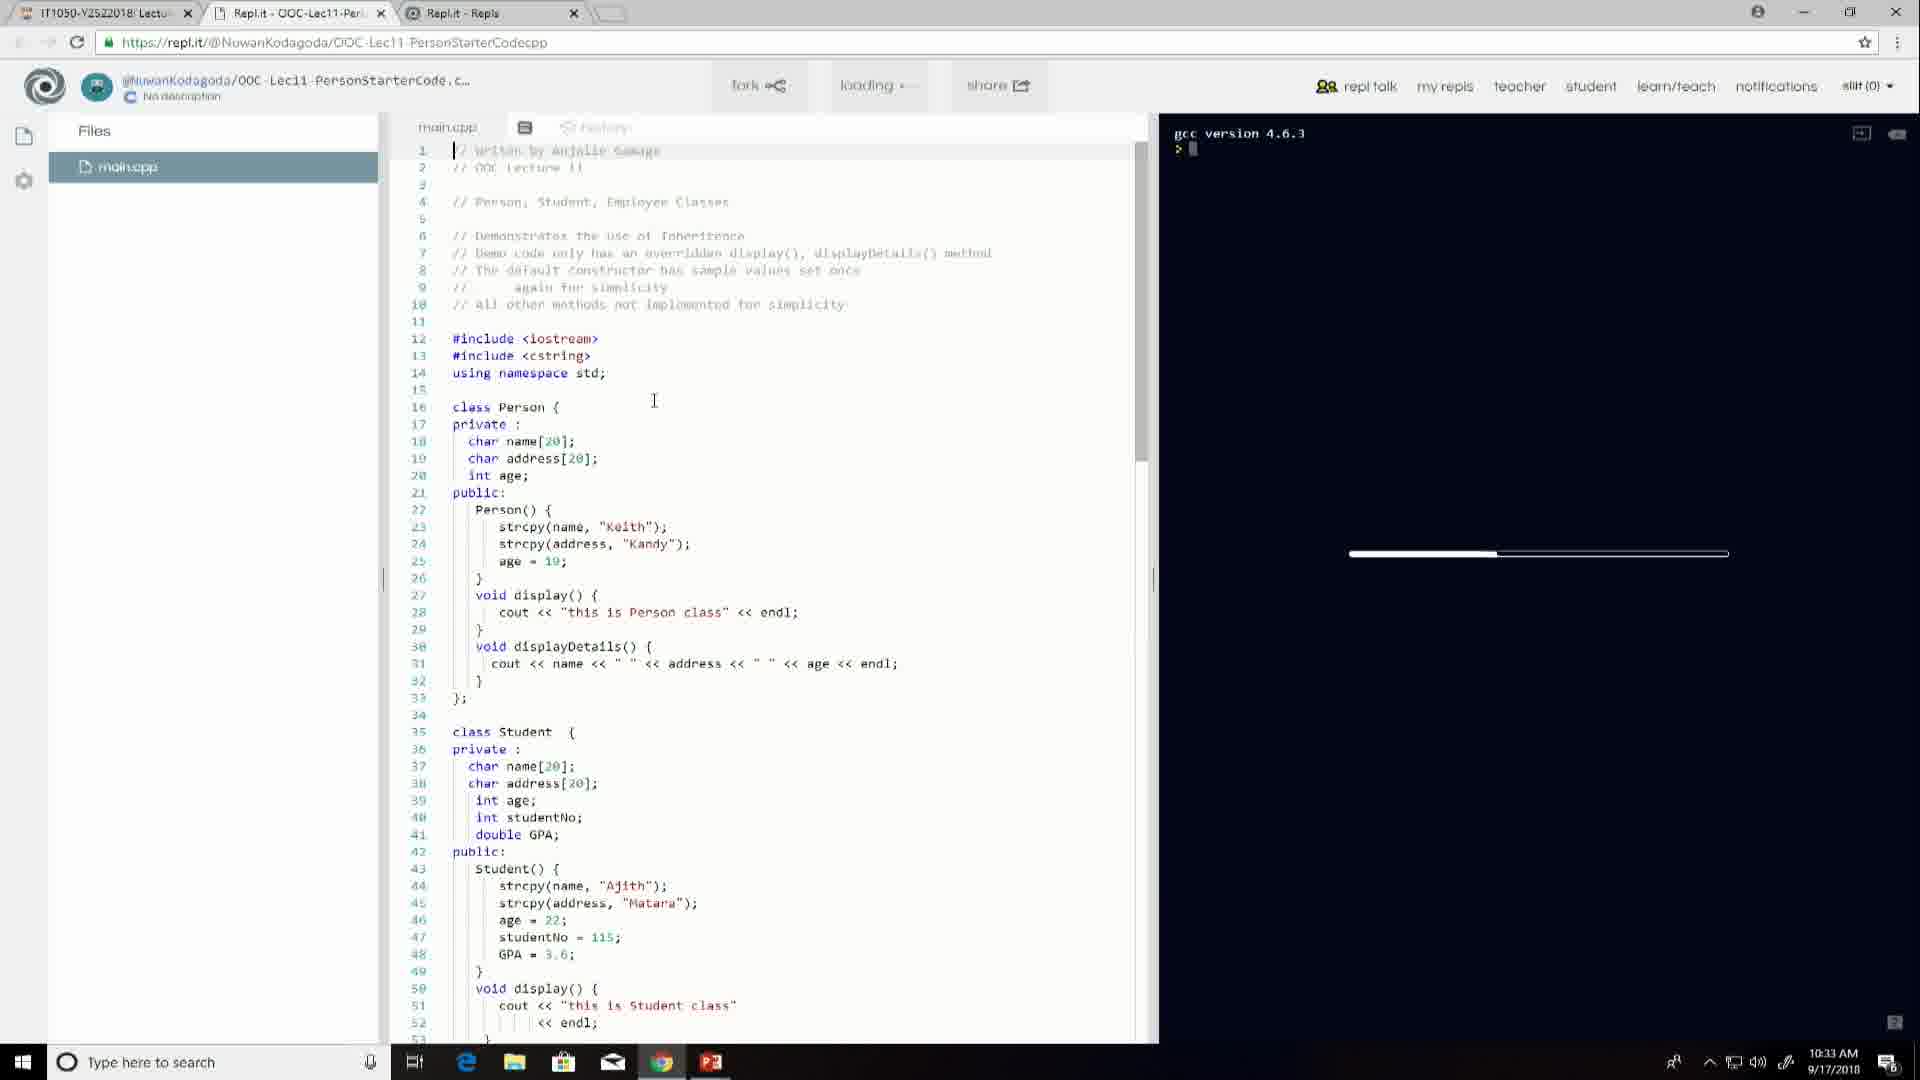 IT1050-Y2S22018: Lectu
Repl.it - OOC-Lec11-Per
Repl.it - Repls
https://repl.it/@NuwanKodagoda/OOC-Lec11-PersonStarterCodecpp
@NuwanKodagoda/OOC-Lec11-PersonStarterCode.c...
No description
fork
loading
share
repl talk
my repls
teacher
student
learn/teach
notifications
sliit (0)
Files
main.cpp
main.cpp
history
gcc version 4.6.3
>
1 // Writen by Anjalie Gamage
2 // OOC Lecture 11
3
4 // Person, Student, Employee Classes
5
6 // Demonstrates the use of Inheritence
7 // Demo code only has an overridden display(), displayDetails() method
8 // The default constructor has sample values set once
9 // again for simplicity
10 // All other methods not implemented for simplicity
11
12 #include <iostream>
13 #include <cstring>
14 using namespace std;
15
16 class Person {
17 private :
18 char name[20];
19 char address[20];
20 int age;
21 public:
22 Person() {
23 strcpy(name, "Keith");
24 strcpy(address, "Kandy");
25 age = 19;
26 }
27 void display() {
28 cout << "this is Person class" << endl;
29 }
30 void displayDetails() {
31 cout << name << " " << address << " " << age << endl;
32 }
33 };
34
35 class Student {
36 private :
37 char name[20];
38 char address[20];
39 int age;
40 int studentNo;
41 double GPA;
42 public:
43 Student() {
44 strcpy(name, "Ajith");
45 strcpy(address, "Matara");
46 age = 22;
47 studentNo = 115;
48 GPA = 3.6;
49 }
50 void display() {
51 cout << "this is Student class"
52 << endl;
53 }
Type here to search
10:33 AM
9/17/2018